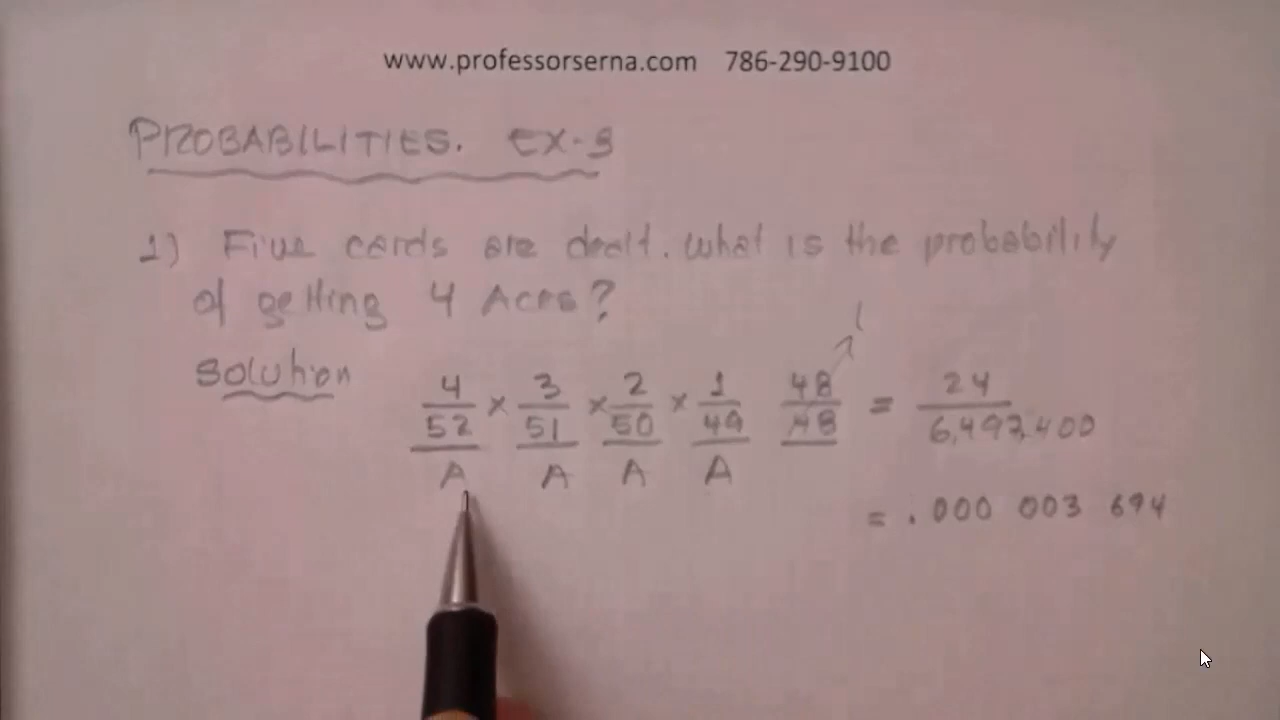 www.professorserna.com 786-290-9100
PROBABILITIES. EX-3
1) Five cards are dealt. what is the probability
of getting 4 Aces?
Solution
1
4/52 × 3/51 × 2/50 × 1/49 48/48 = 24/6,497,400
A A A A
= .000 003 694